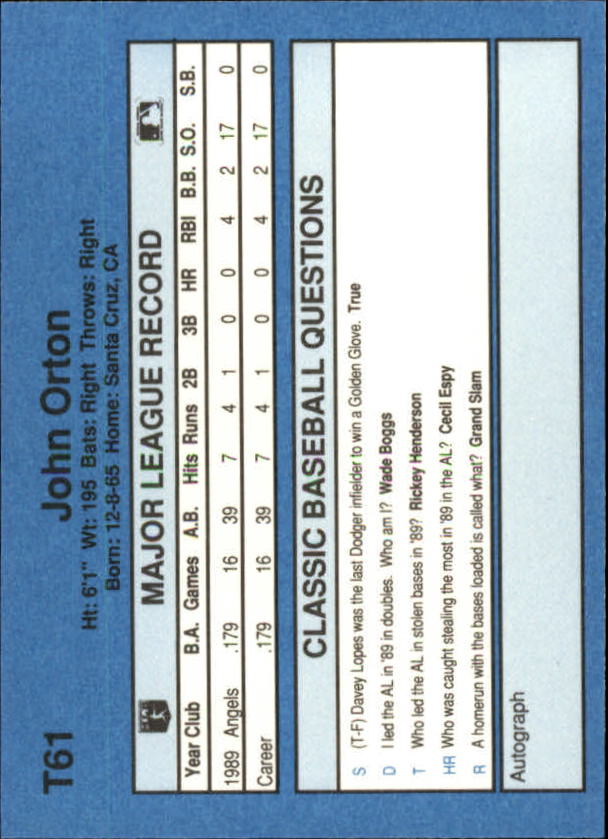 T61
John Orton
Ht: 6'1" Wt: 195 Bats: Right Throws: Right
Born: 12-8-65 Home: Santa Cruz, CA
MAJOR LEAGUE RECORD
Year Club B.A. Games A.B. Hits Runs 2B 3B HR RBI B.B. S.O. S.B.
1989 Angels .179 16 39 7 4 1 0 0 4 2 17 0
Career .179 16 39 7 4 1 0 0 4 2 17 0
CLASSIC BASEBALL QUESTIONS
S (T-F) Davey Lopes was the last Dodger infielder to win a Golden Glove. True
D I led the AL in '89 in doubles. Who am I? Wade Boggs
T Who led the AL in stolen bases in '89? Rickey Henderson
HR Who was caught stealing the most in '89 in the AL? Cecil Espy
R A homerun with the bases loaded is called what? Grand Slam
Autograph